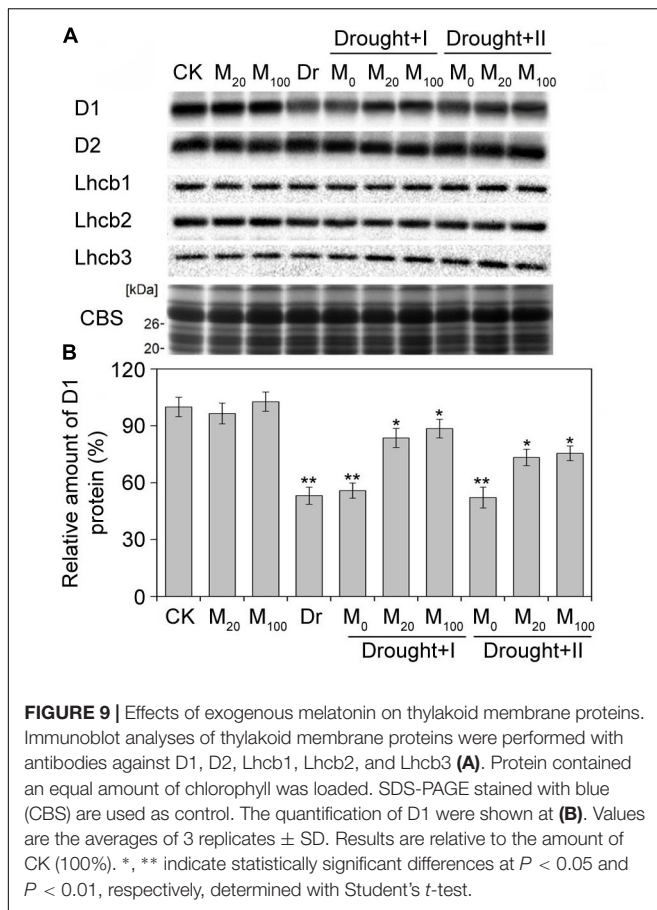 A
Drought+I Drought+II
CK M20 M100 Dr M0 M20 M100 M0 M20 M100
D1
D2
Lhcb1
Lhcb2
Lhcb3
[kDa]
CBS
26-
20-
B
Relative amount of D1
protein (%)
120
90
60
30
0
** ** * * ** * *
CK M20 M100 Dr M0 M20 M100 M0 M20 M100
Drought+I Drought+II
FIGURE 9 | Effects of exogenous melatonin on thylakoid membrane proteins.
Immunoblot analyses of thylakoid membrane proteins were performed with
antibodies against D1, D2, Lhcb1, Lhcb2, and Lhcb3 (A). Protein contained
an equal amount of chlorophyll was loaded. SDS-PAGE stained with blue
(CBS) are used as control. The quantification of D1 were shown at (B). Values
are the averages of 3 replicates ± SD. Results are relative to the amount of
CK (100%). *, ** indicate statistically significant differences at P < 0.05 and
P < 0.01, respectively, determined with Student's t-test.